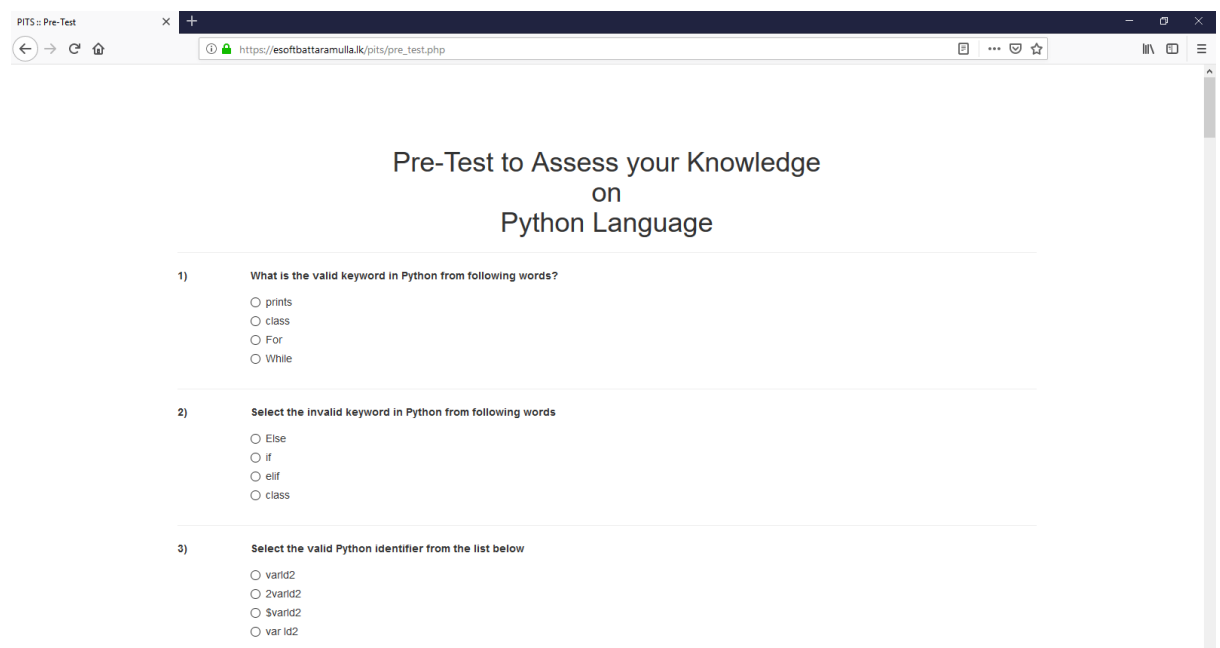 PITS :: Pre-Test
https://esoftbattaramulla.lk/pits/pre_test.php
Pre-Test to Assess your Knowledge
on
Python Language
1) What is the valid keyword in Python from following words?
prints
class
For
While
2) Select the invalid keyword in Python from following words
Else
if
elif
class
3) Select the valid Python identifier from the list below
varId2
2varId2
$varId2
var Id2